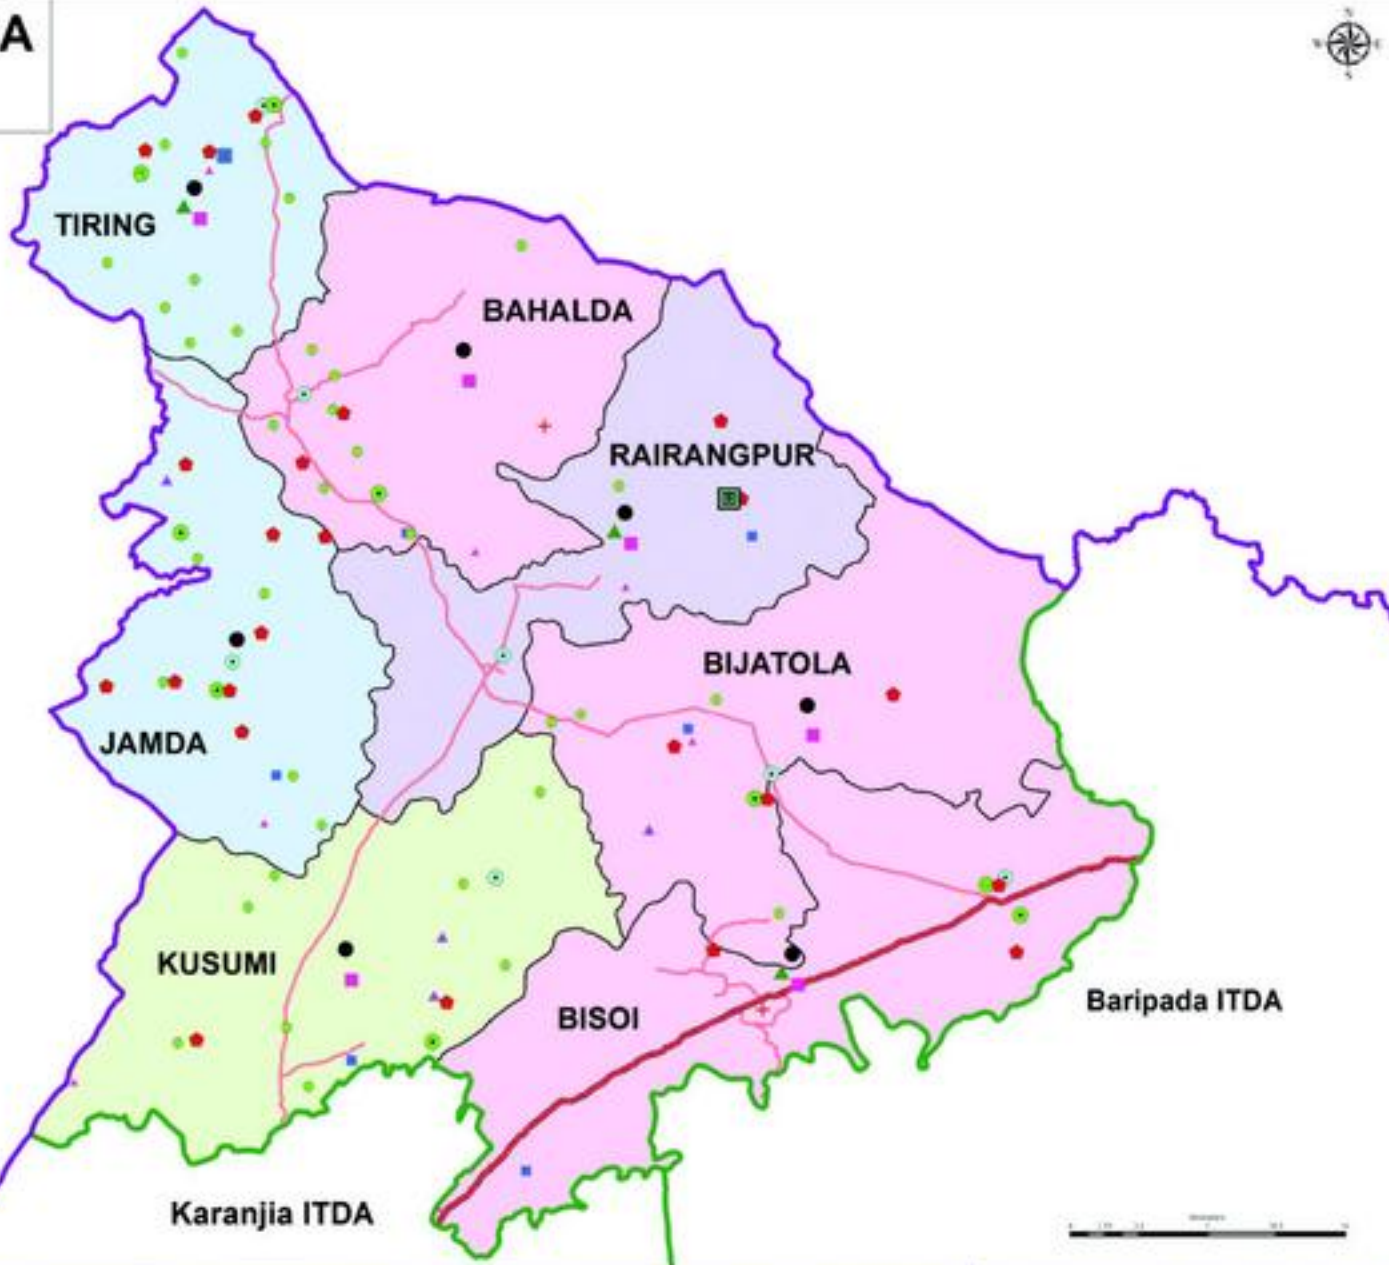 A
N
W
E
S
TIRING
BAHALDA
RAIRANGPUR
BIJATOLA
JAMDA
KUSUMI
BISOI
Baripada ITDA
Karanjia ITDA